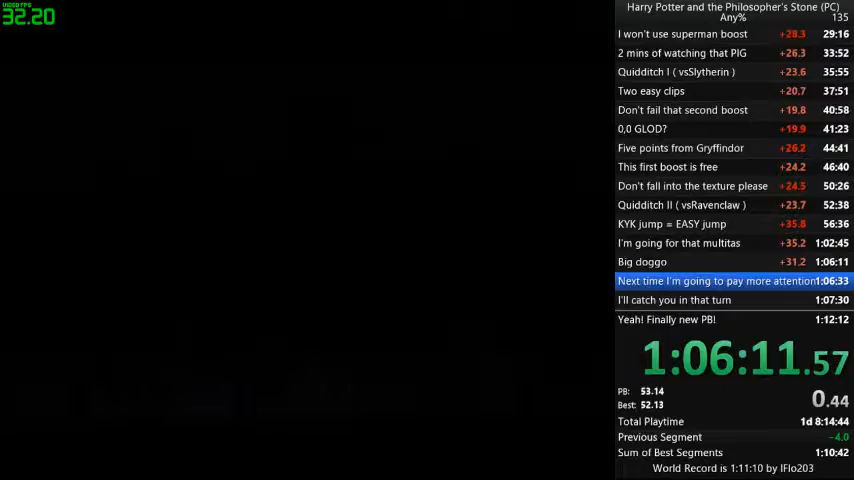 VIDEO FPS
32.20
Harry Potter and the Philosopher's Stone (PC)
Any% 135
I won't use superman boost +28.3 29:16
2 mins of watching that PIG +26.3 33:52
Quidditch I ( vsSlytherin ) +23.6 35:55
Two easy clips +20.7 37:51
Don't fail that second boost +19.8 40:58
0,0 GLOD? +19.9 41:23
Five points from Gryffindor +26.2 44:41
This first boost is free +24.2 46:40
Don't fall into the texture please +24.5 50:26
Quidditch II ( vsRavenclaw ) +23.7 52:38
KYK jump = EASY jump +35.8 56:36
I'm going for that multitas +35.2 1:02:45
Big doggo +31.2 1:06:11
Next time I'm going to pay more attention 1:06:33
I'll catch you in that turn 1:07:30
Yeah! Finally new PB! 1:12:12
1:06:11.57
PB: 53.14
Best: 52.13
0.44
Total Playtime 1d 8:14:44
Previous Segment -4.0
Sum of Best Segments 1:10:42
World Record is 1:11:10 by IFlo203